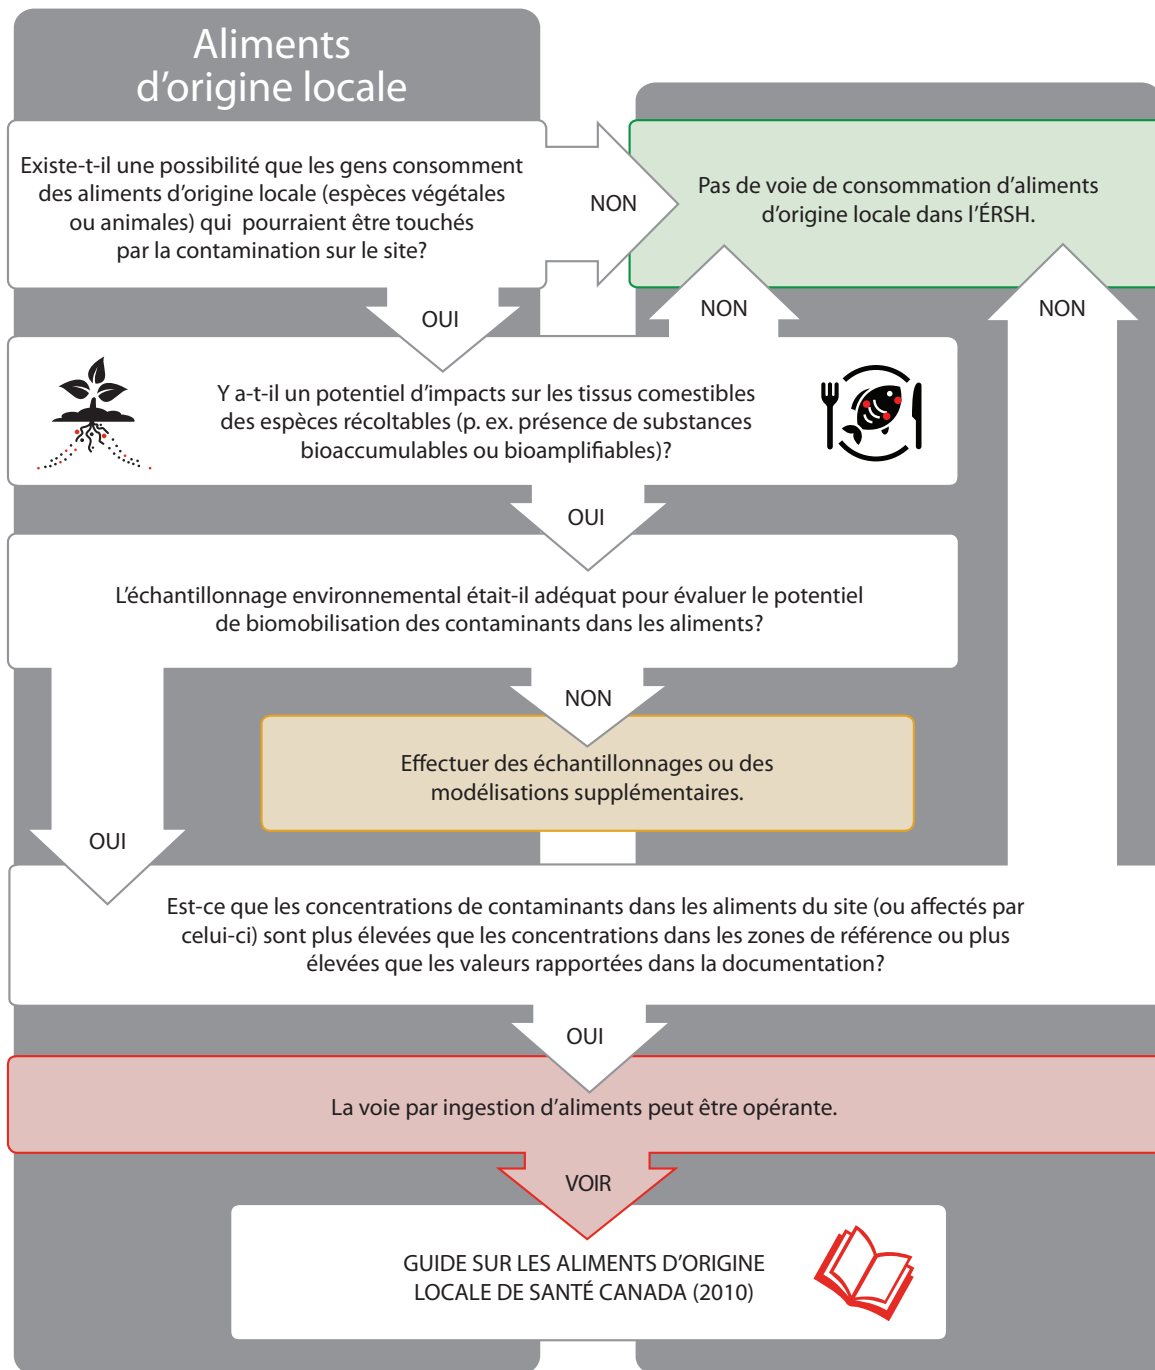 Aliments
d'origine locale
Existe-t-il une possibilité que les gens consomment
des aliments d'origine locale (espèces végétales
ou animales) qui pourraient être touchés
par la contamination sur le site?
NON
Pas de voie de consommation d'aliments
d'origine locale dans l'ÉRSH.
OUI
NON
NON
Y a-t-il un potentiel d'impacts sur les tissus comestibles
des espèces récoltables (p. ex. présence de substances
bioaccumulables ou bioamplifiables)?
OUI
L'échantillonnage environmental était-il adéquat pour évaluer le potentiel
de biomobilisation des contaminants dans les aliments?
NON
Effectuer des échantillonnages ou des
modélisations supplémentaires.
OUI
Est-ce que les concentrations de contaminants dans les aliments du site (ou affectés par
celui-ci) sont plus élevées que les concentrations dans les zones de référence ou plus
élevées que les valeurs rapportées dans la documentation?
OUI
La voie par ingestion d'aliments peut être opérante.
VOIR
GUIDE SUR LES ALIMENTS D'ORIGINE
LOCALE DE SANTÉ CANADA (2010)